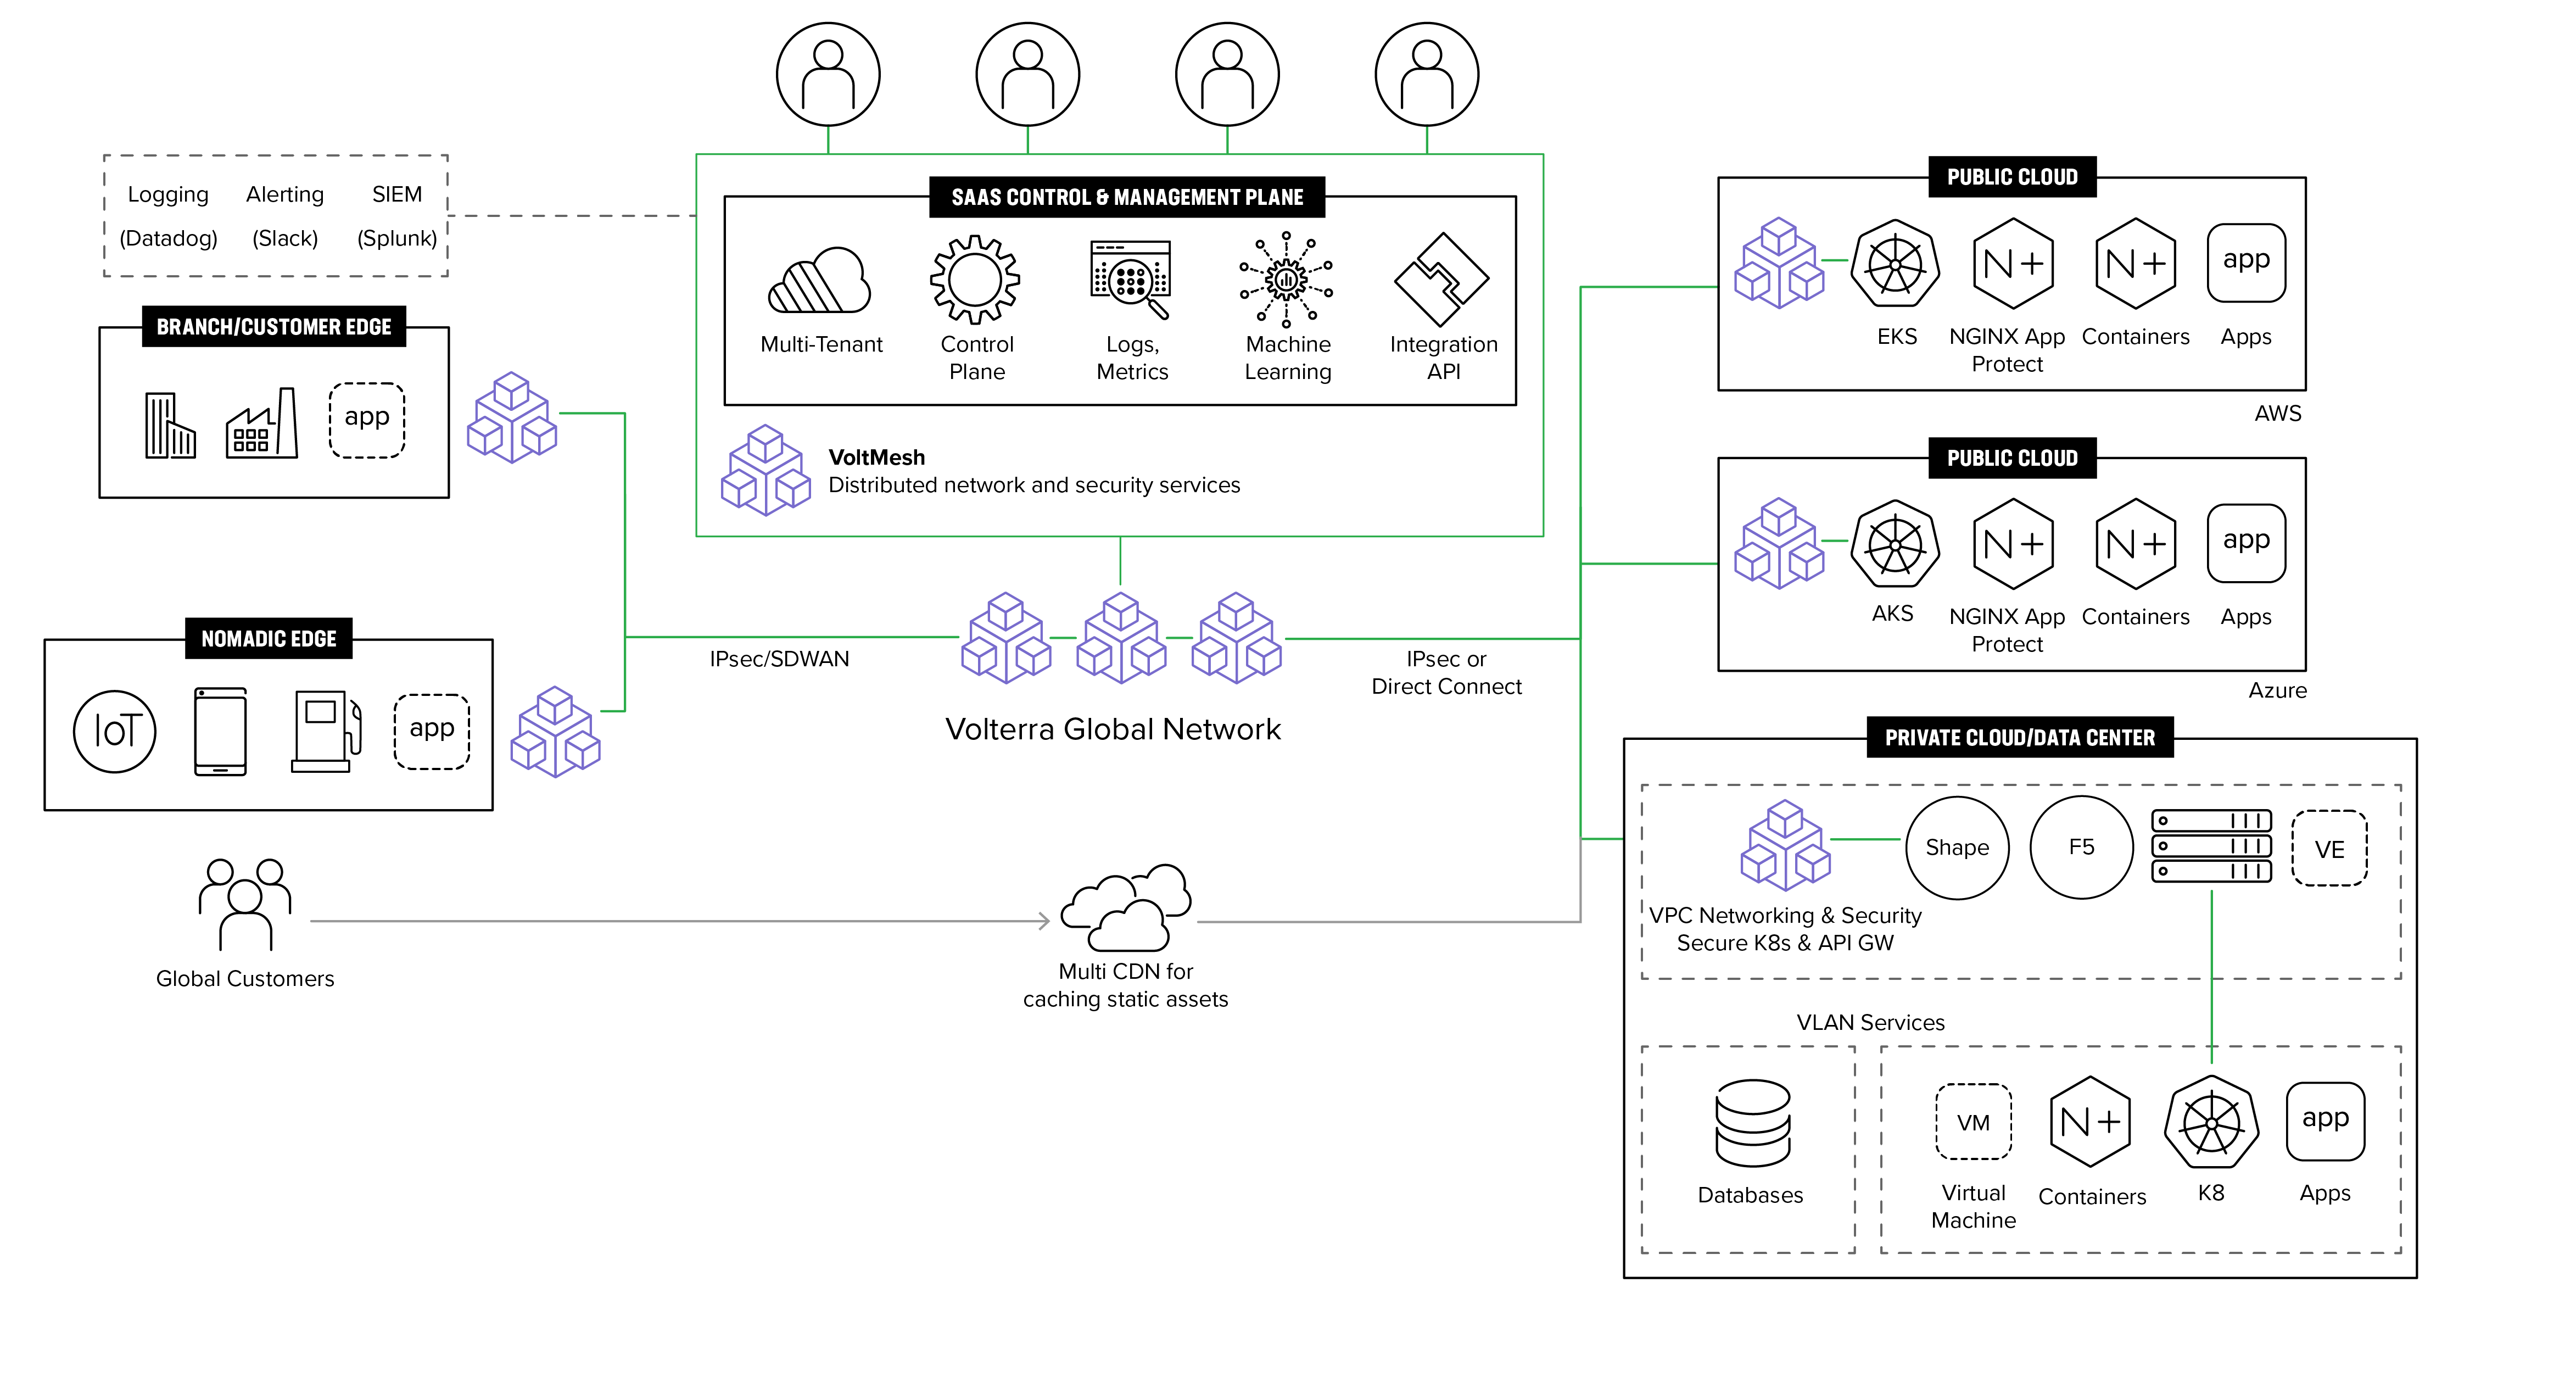 Logging
Alerting
SIEM
(Datadog)
(Slack)
(Splunk)
SAAS CONTROL & MANAGEMENT PLANE
Multi-Tenant
Control
Plane
Logs,
Metrics
Machine
Learning
Integration
API
VoltMesh
Distributed network and security services
BRANCH/CUSTOMER EDGE
app
NOMADIC EDGE
IoT
app
IPsec/SDWAN
Volterra Global Network
IPsec or
Direct Connect
Global Customers
Multi CDN for
caching static assets
PUBLIC CLOUD
N+
N+
app
EKS
NGINX App
Protect
Containers
Apps
AWS
PUBLIC CLOUD
N+
N+
app
AKS
NGINX App
Protect
Containers
Apps
Azure
PRIVATE CLOUD/DATA CENTER
Shape
F5
VE
VPC Networking & Security
Secure K8s & API GW
VLAN Services
Databases
VM
N+
app
Virtual
Machine
Containers
K8
Apps